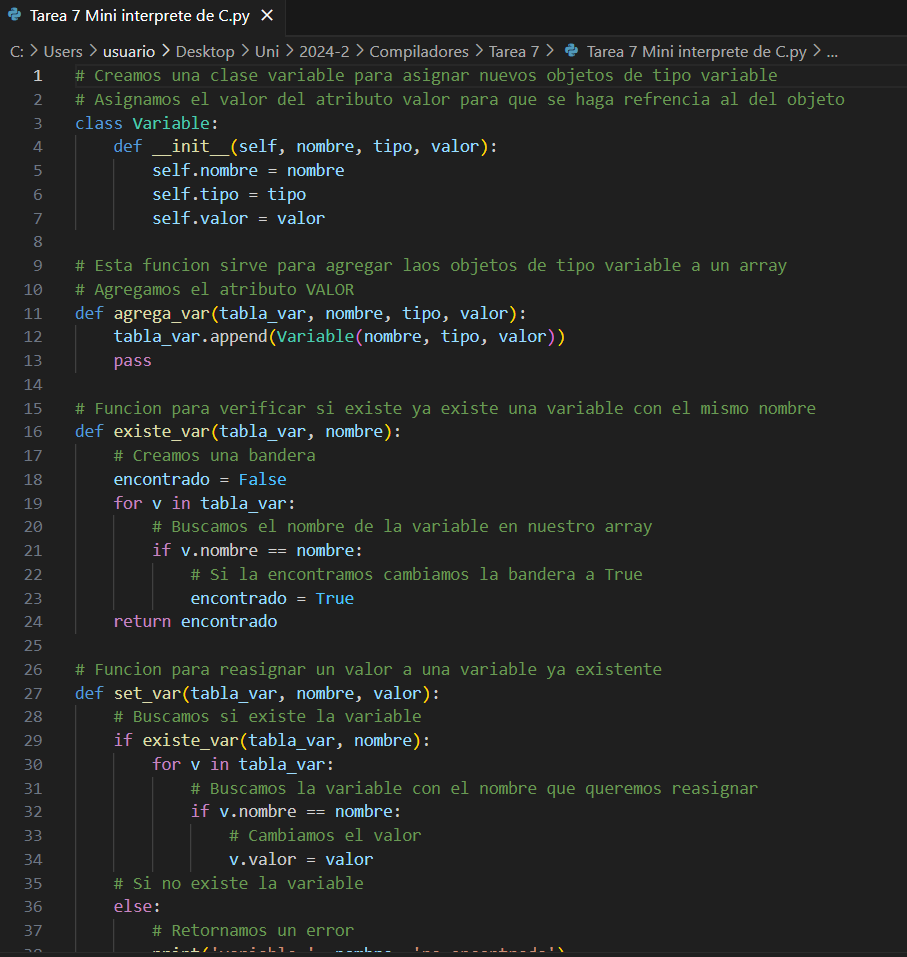 Tarea 7 Mini interprete de C.py ×
C: > Users > usuario > Desktop > Uni > 2024-2 > Compiladores > Tarea 7 > Tarea 7 Mini interprete de C.py > ...
1 # Creamos una clase variable para asignar nuevos objetos de tipo variable
2 # Asignamos el valor del atributo valor para que se haga refrencia al del objeto
3 class Variable:
4     def __init__(self, nombre, tipo, valor):
5         self.nombre = nombre
6         self.tipo = tipo
7         self.valor = valor
8
9 # Esta funcion sirve para agregar laos objetos de tipo variable a un array
10 # Agregamos el atributo VALOR
11 def agrega_var(tabla_var, nombre, tipo, valor):
12     tabla_var.append(Variable(nombre, tipo, valor))
13     pass
14
15 # Funcion para verificar si existe ya existe una variable con el mismo nombre
16 def existe_var(tabla_var, nombre):
17     # Creamos una bandera
18     encontrado = False
19     for v in tabla_var:
20         # Buscamos el nombre de la variable en nuestro array
21         if v.nombre == nombre:
22             # Si la encontramos cambiamos la bandera a True
23             encontrado = True
24     return encontrado
25
26 # Funcion para reasignar un valor a una variable ya existente
27 def set_var(tabla_var, nombre, valor):
28     # Buscamos si existe la variable
29     if existe_var(tabla_var, nombre):
30         for v in tabla_var:
31             # Buscamos la variable con el nombre que queremos reasignar
32             if v.nombre == nombre:
33                 # Cambiamos el valor
34                 v.valor = valor
35     # Si no existe la variable
36     else:
37         # Retornamos un error
38         print('variable ', nombre, 'no encontrada')